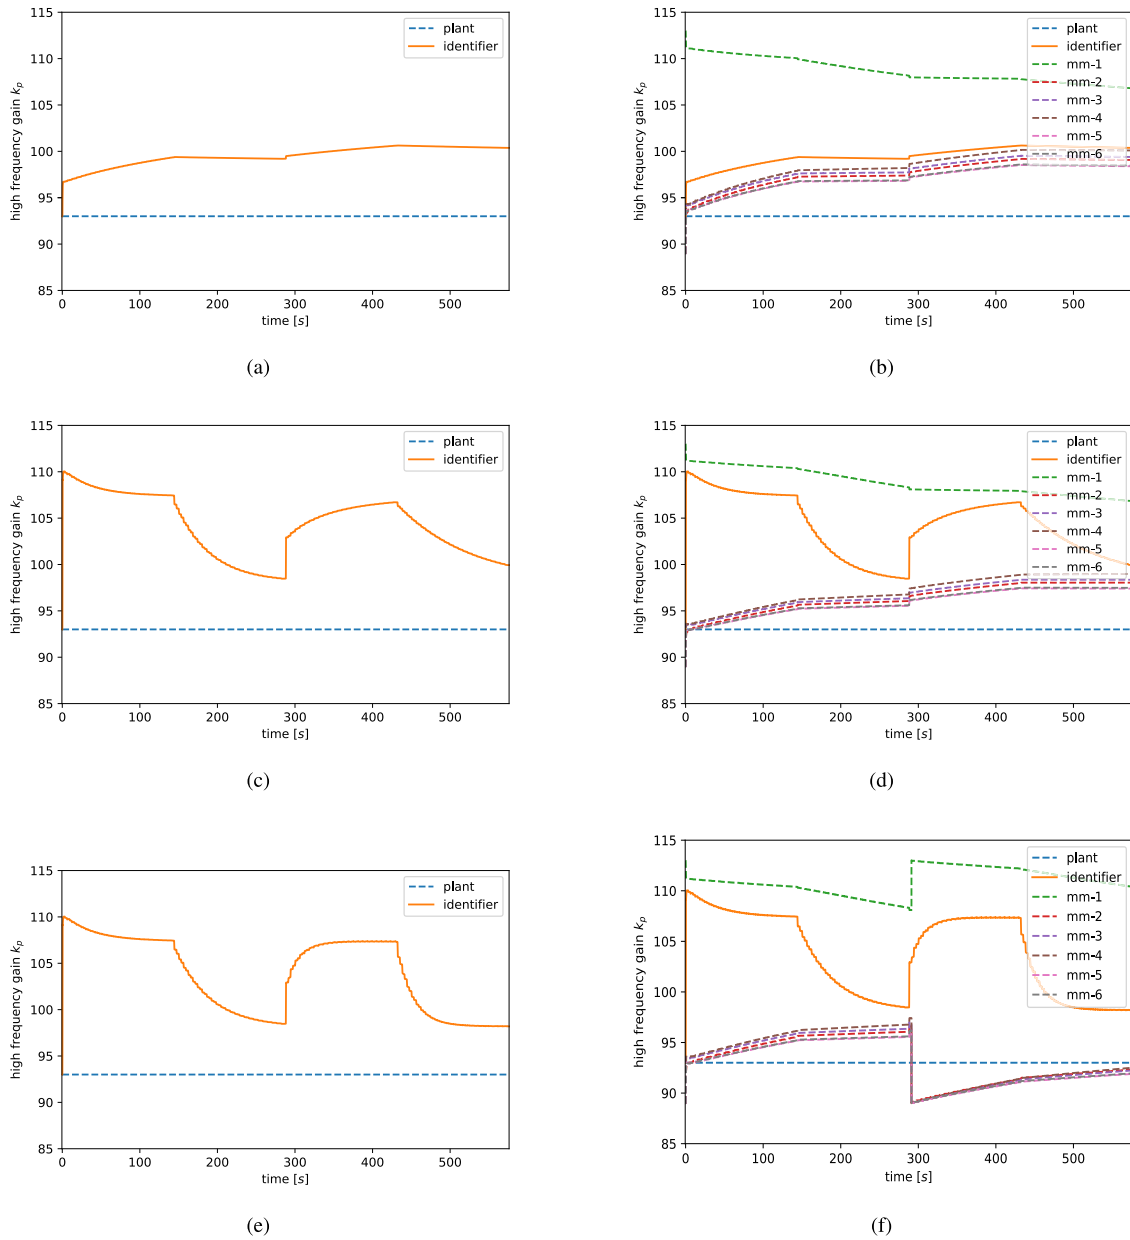 115
110
105
100
95
90
85
high frequency gain kp
0 100 200 300 400 500
time [s]
plant
identifier
(a)
115
110
105
100
95
90
85
high frequency gain kp
0 100 200 300 400 500
time [s]
plant
identifier
mm-1
mm-2
mm-3
mm-4
mm-5
mm-6
(b)
115
110
105
100
95
90
85
high frequency gain kp
0 100 200 300 400 500
time [s]
plant
identifier
(c)
115
110
105
100
95
90
85
high frequency gain kp
0 100 200 300 400 500
time [s]
plant
identifier
mm-1
mm-2
mm-3
mm-4
mm-5
mm-6
(d)
115
110
105
100
95
90
85
high frequency gain kp
0 100 200 300 400 500
time [s]
plant
identifier
(e)
115
110
105
100
95
90
85
high frequency gain kp
0 100 200 300 400 500
time [s]
plant
identifier
mm-1
mm-2
mm-3
mm-4
mm-5
mm-6
(f)